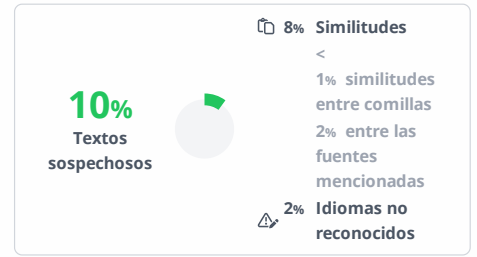 10%
Textos
sospechosos
8% Similitudes
<
1% similitudes
entre comillas
2% entre las
fuentes
mencionadas
2% Idiomas no
reconocidos